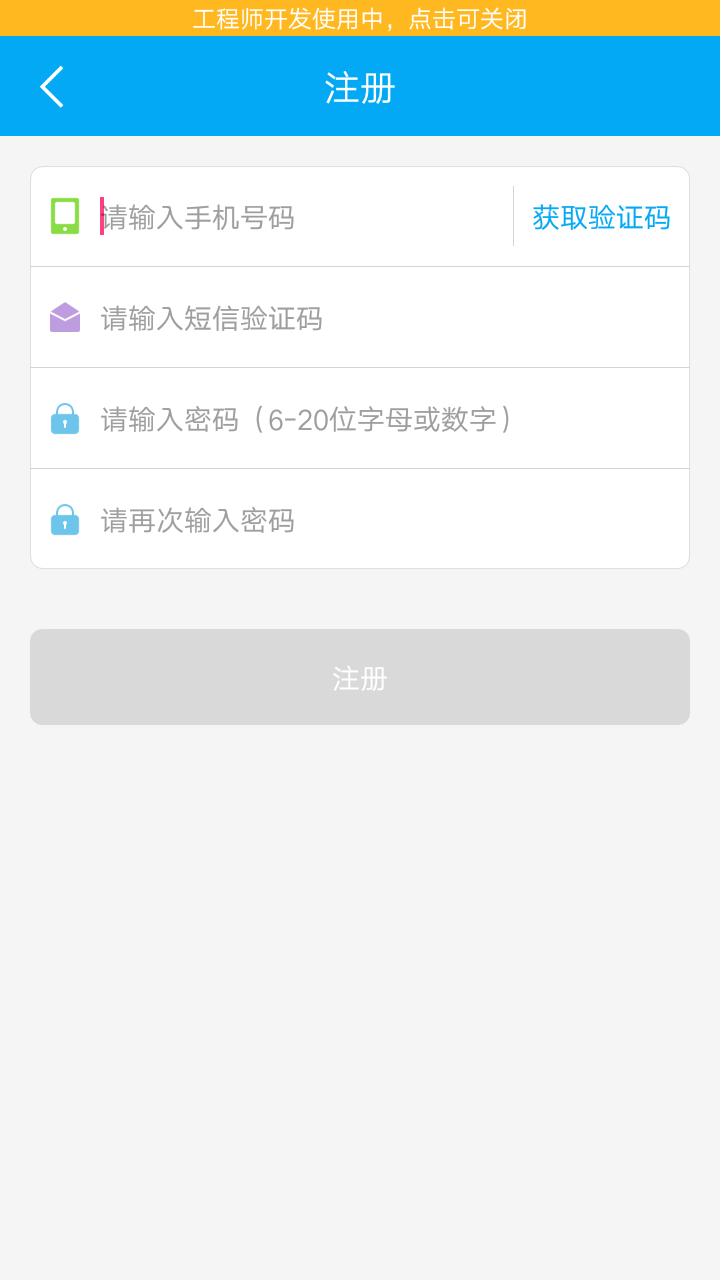 工程师开发使用中，点击可关闭
注册
请输入手机号码 获取验证码
请输入短信验证码
请输入密码（6-20位字母或数字）
请再次输入密码
注册